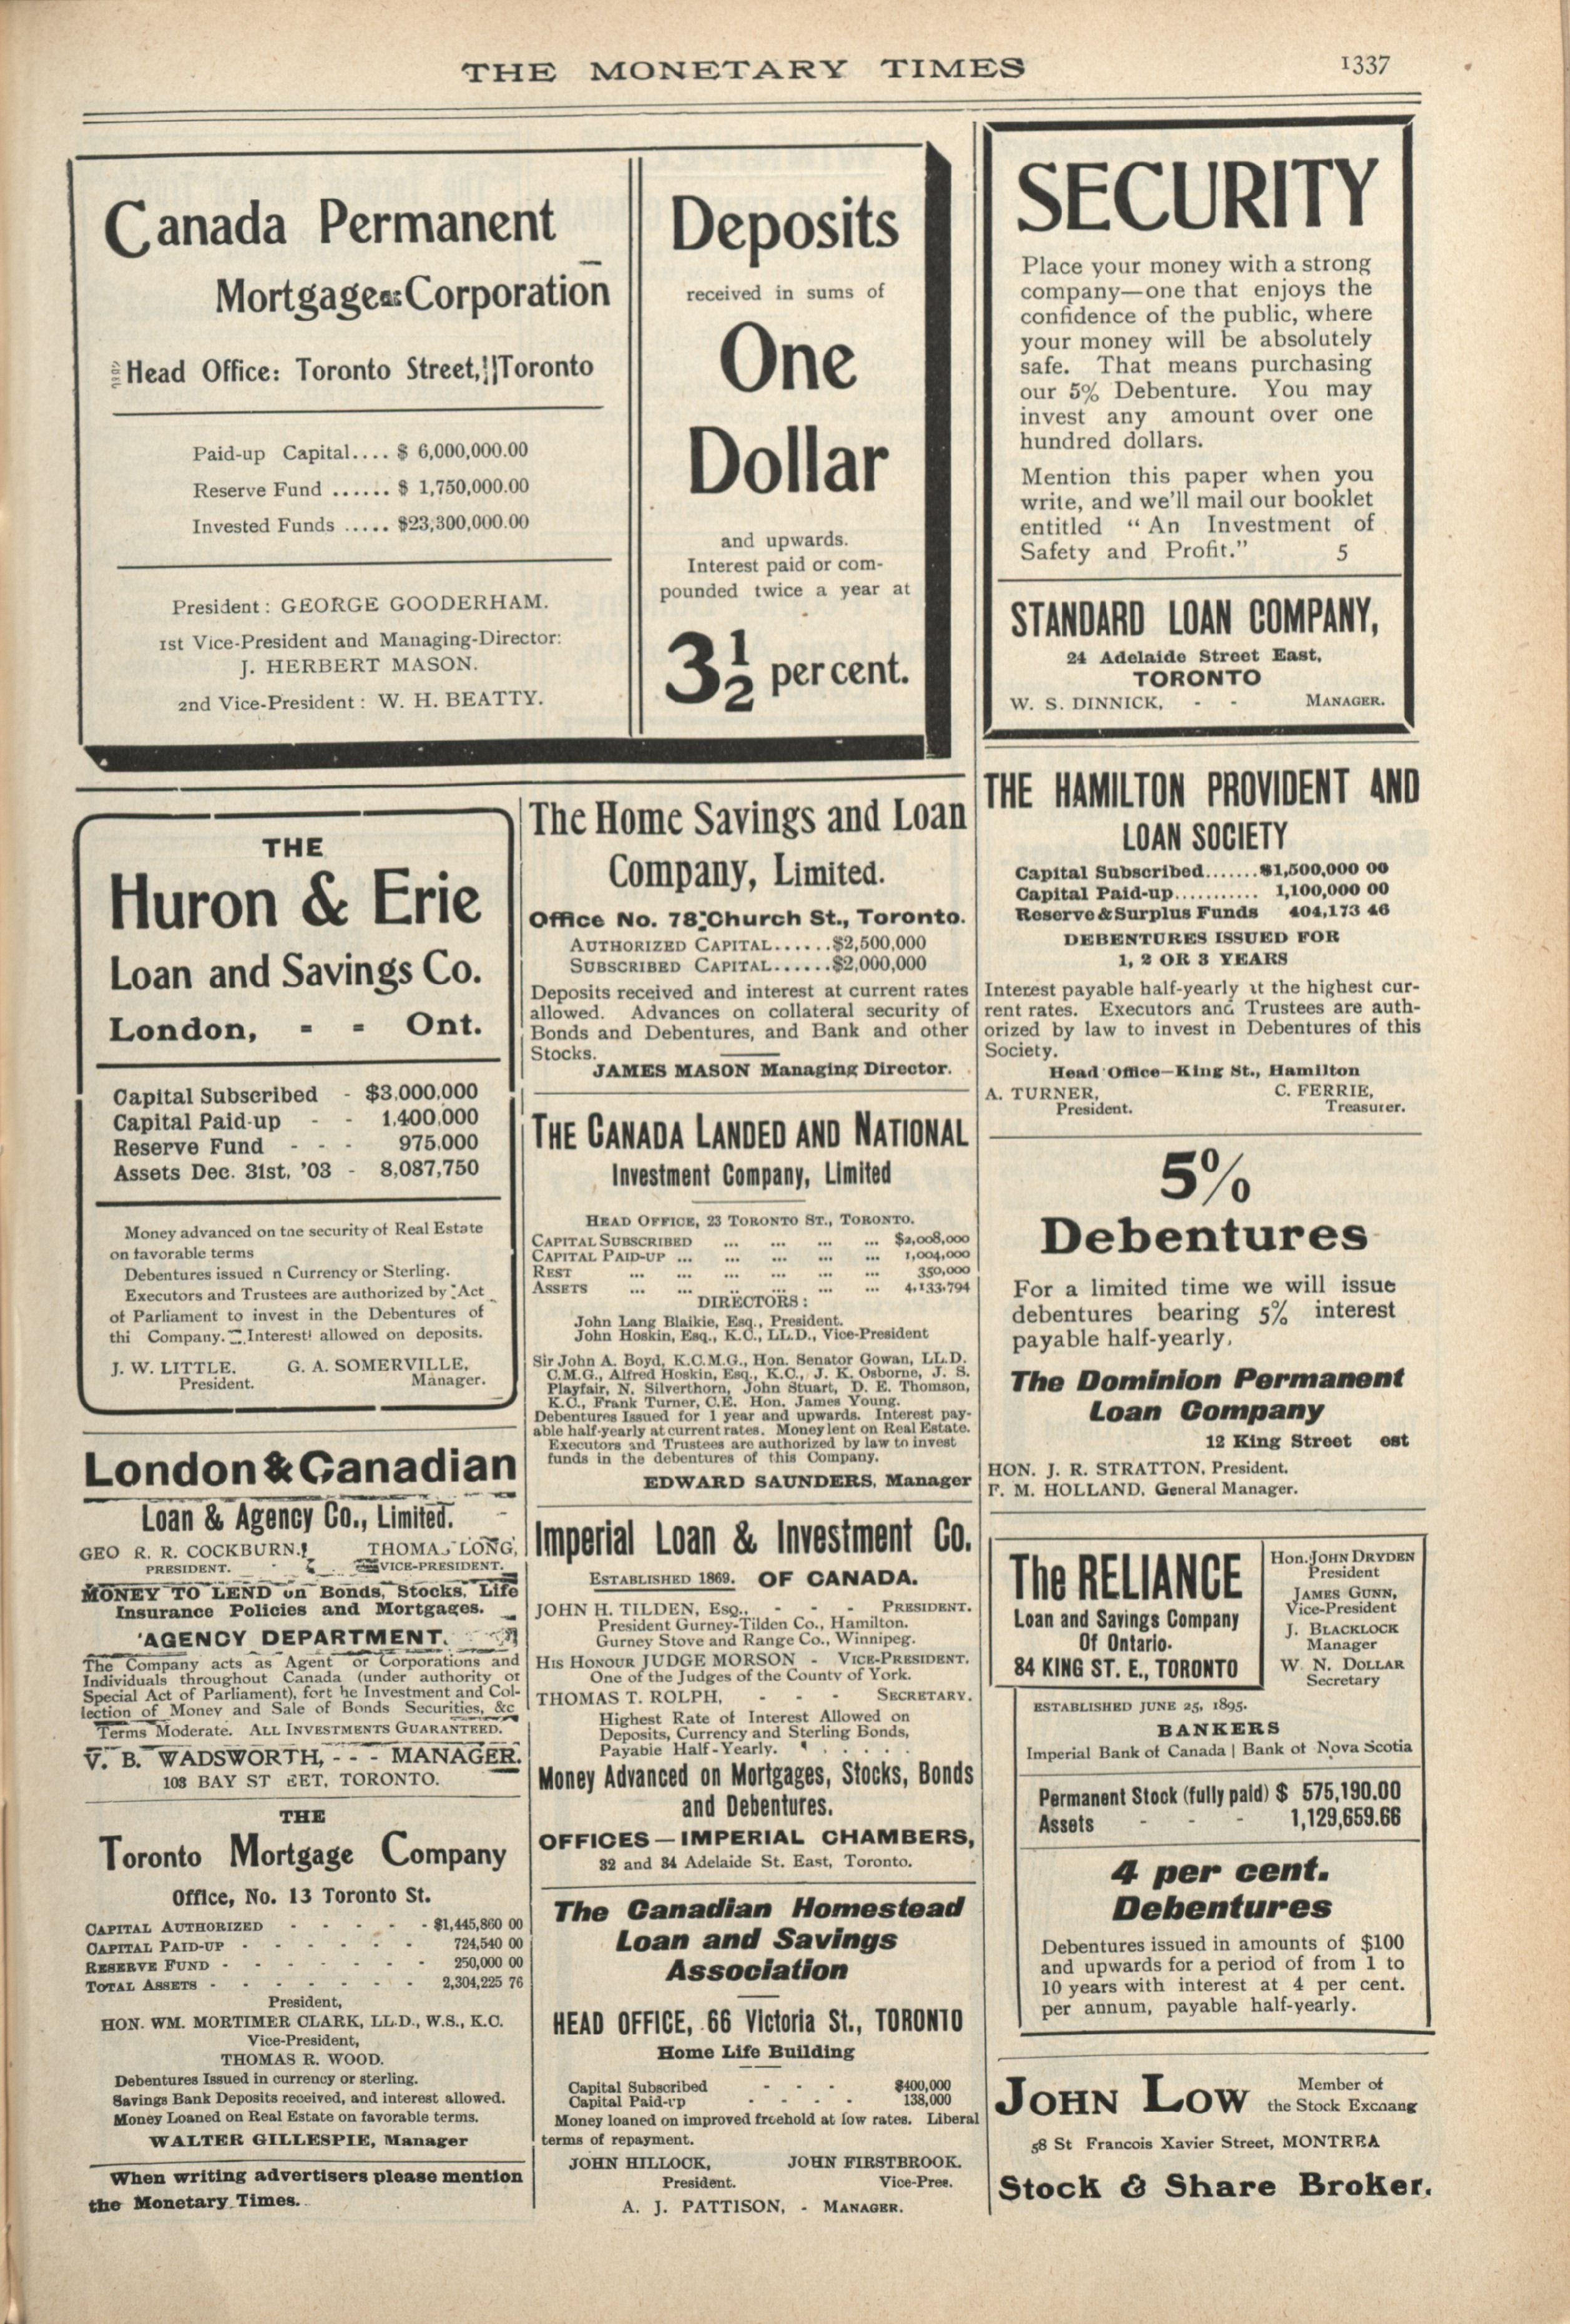 THE MONETARY TIMES
1337
Canada Permanent
Mortgage Corporation
Head Office: Toronto Street, Toronto
Paid-up Capital.... $ 6,000,000.00
Reserve Fund ...... $ 1,750,000.00
Invested Funds ..... $23,300,000.00
President : GEORGE GOODERHAM.
1st Vice-President and Managing-Director:
J. HERBERT MASON.
2nd Vice-President : W. H. BEATTY.
Deposits
received in sums of
One
Dollar
and upwards.
Interest paid or com-
pounded twice a year at
3½ per cent.
SECURITY
Place your money with a strong
company—one that enjoys the
confidence of the public, where
your money will be absolutely
safe. That means purchasing
our 5% Debenture. You may
invest any amount over one
hundred dollars.
Mention this paper when you
write, and we'll mail our booklet
entitled “An Investment of
Safety and Profit.” 5
STANDARD LOAN COMPANY,
24 Adelaide Street East,
TORONTO
W. S. DINNICK, - - MANAGER.
THE
Huron & Erie
Loan and Savings Co.
London, - - Ont.
Capital Subscribed - $3,000,000
Capital Paid-up - - 1,400,000
Reserve Fund - - - 975,000
Assets Dec. 31st, '03 - 8,087,750
Money advanced on the security of Real Estate
on favorable terms
Debentures issued n Currency or Sterling.
Executors and Trustees are authorized by Act
of Parliament to invest in the Debentures of
thi Company. Interest allowed on deposits.
J. W. LITTLE, G. A. SOMERVILLE,
President. Manager.
London & Canadian
Loan & Agency Co., Limited.
GEO R. R. COCKBURN, THOMAS LONG,
PRESIDENT. VICE-PRESIDENT.
MONEY TO LEND on Bonds, Stocks, Life
Insurance Policies and Mortgages.
AGENCY DEPARTMENT.
The Company acts as Agent or Corporations and
Individuals throughout Canada (under authority of
Special Act of Parliament), fort he Investment and Col-
lection of Money and Sale of Bonds Securities, &c
Terms Moderate. ALL INVESTMENTS GUARANTEED.
V. B. WADSWORTH, - - - MANAGER.
103 BAY ST EET, TORONTO.
THE
Toronto Mortgage Company
Office, No. 13 Toronto St.
CAPITAL AUTHORIZED - - - - - $1,445,860 00
CAPITAL PAID-UP - - - - - - 724,540 00
RESERVE FUND - - - - - - - 250,000 00
TOTAL ASSETS - - - - - - - 2,304,225 76
President,
HON. WM. MORTIMER CLARK, LL.D., W.S., K.C.
Vice-President,
THOMAS R. WOOD.
Debentures Issued in currency or sterling.
Savings Bank Deposits received, and interest allowed.
Money Loaned on Real Estate on favorable terms.
WALTER GILLESPIE, Manager
When writing advertisers please mention
the Monetary Times.
The Home Savings and Loan
Company, Limited.
Office No. 78 Church St., Toronto.
AUTHORIZED CAPITAL......$2,500,000
SUBSCRIBED CAPITAL......$2,000,000
Deposits received and interest at current rates
allowed. Advances on collateral security of
Bonds and Debentures, and Bank and other
Stocks.
JAMES MASON Managing Director.
THE CANADA LANDED AND NATIONAL
Investment Company, Limited
HEAD OFFICE, 23 TORONTO ST., TORONTO.
CAPITAL SUBSCRIBED ... ... ... ... $2,008,000
CAPITAL PAID-UP ... ... ... ... ... 1,004,000
REST ... ... ... ... ... ... 350,000
ASSETS ... ... ... ... ... ... 4,133,794
DIRECTORS :
John Lang Blaikie, Esq., President.
John Hoskin, Esq., K.C., LL.D., Vice-President
Sir John A. Boyd, K.C.M.G., Hon. Senator Gowan, LL.D.
C.M.G., Alfred Hoskin, Esq., K.C., J. K. Osborne, J. S.
Playfair, N. Silverthorn, John Stuart, D. E. Thomson,
K.C., Frank Turner, C.E. Hon. James Young.
Debentures Issued for 1 year and upwards. Interest pay-
able half-yearly at current rates. Money lent on Real Estate.
Executors and Trustees are authorized by law to invest
funds in the debentures of this Company.
EDWARD SAUNDERS, Manager
Imperial Loan & Investment Co.
ESTABLISHED 1869. OF CANADA.
JOHN H. TILDEN, ESQ., - - - PRESIDENT.
President Gurney-Tilden Co., Hamilton.
Gurney Stove and Range Co., Winnipeg.
HIS HONOUR JUDGE MORSON - VICE-PRESIDENT.
One of the Judges of the County of York.
THOMAS T. ROLPH, - - - SECRETARY.
Highest Rate of Interest Allowed on
Deposits, Currency and Sterling Bonds,
Payable Half-Yearly. . . . . .
Money Advanced on Mortgages, Stocks, Bonds
and Debentures.
OFFICES — IMPERIAL CHAMBERS,
32 and 34 Adelaide St. East, Toronto.
The Canadian Homestead
Loan and Savings
Association
HEAD OFFICE, 66 Victoria St., TORONTO
Home Life Building
Capital Subscribed - - - $400,000
Capital Paid-up - - - - 138,000
Money loaned on improved freehold at low rates. Liberal
terms of repayment.
JOHN HILLOCK, JOHN FIRSTBROOK.
President. Vice-Pres.
A. J. PATTISON, - MANAGER.
THE HAMILTON PROVIDENT AND
LOAN SOCIETY
Capital Subscribed.......$1,500,000 00
Capital Paid-up........... 1,100,000 00
Reserve & Surplus Funds 404,173 46
DEBENTURES ISSUED FOR
1, 2 OR 3 YEARS
Interest payable half-yearly at the highest cur-
rent rates. Executors and Trustees are auth-
orized by law to invest in Debentures of this
Society.
Head Office—King St., Hamilton
A. TURNER, C. FERRIE,
President. Treasurer.
5%
Debentures
For a limited time we will issue
debentures bearing 5% interest
payable half-yearly.
The Dominion Permanent
Loan Company
12 King Street est
HON. J. R. STRATTON, President.
F. M. HOLLAND, General Manager.
The RELIANCE
Loan and Savings Company
Of Ontario.
84 KING ST. E., TORONTO
Hon. JOHN DRYDEN
President
JAMES GUNN,
Vice-President
J. BLACKLOCK
Manager
W. N. DOLLAR
Secretary
ESTABLISHED JUNE 25, 1895.
BANKERS
Imperial Bank of Canada | Bank of Nova Scotia
Permanent Stock (fully paid) $ 575,190.00
Assets - - - 1,129,659.66
4 per cent.
Debentures
Debentures issued in amounts of $100
and upwards for a period of from 1 to
10 years with interest at 4 per cent.
per annum, payable half-yearly.
JOHN LOW
Member of
the Stock Exchang
58 St Francois Xavier Street, MONTREA
Stock & Share Broker.